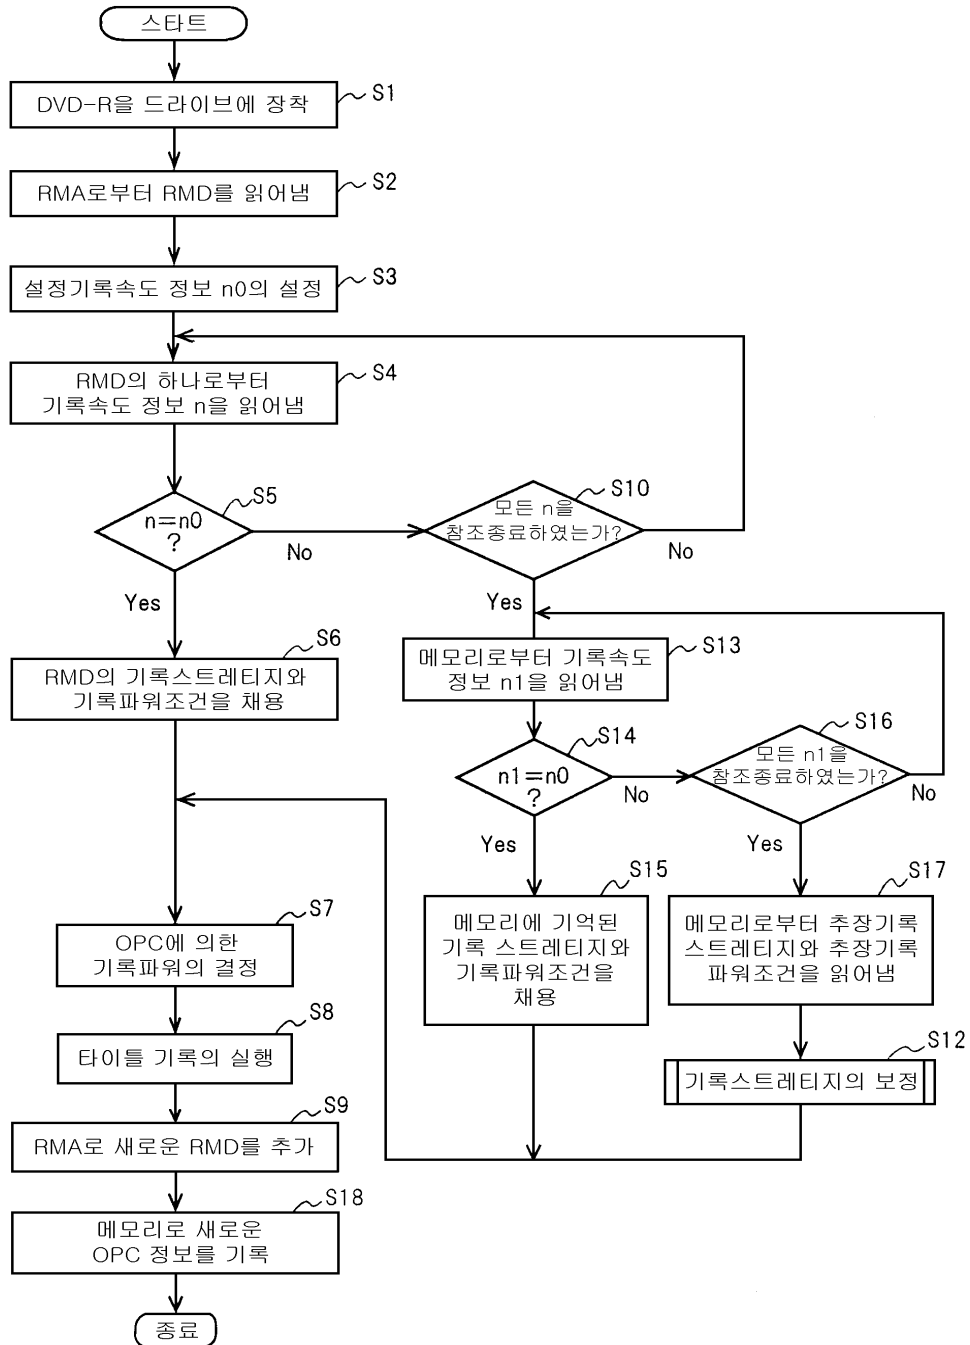 스타트
DVD-R을 드라이브에 장착
S1
RMA로부터 RMD를 읽어냄
S2
설정기록속도 정보 n0의 설정
S3
RMD의 하나로부터
기록속도 정보 n을 읽어냄
S4
n=n0
?
S5
No
Yes
모든 n을
참조종료하였는가?
S10
No
Yes
RMD의 기록스트레티지와
기록파워조건을 채용
S6
메모리로부터 기록속도
정보 n1을 읽어냄
S13
n1=n0
?
S14
No
Yes
모든 n1을
참조종료하였는가?
S16
No
Yes
메모리에 기억된
기록 스트레티지와
기록파워조건을
채용
S15
메모리로부터 추장기록
스트레티지와 추장기록
파워조건을 읽어냄
S17
기록스트레티지의 보정
S12
OPC에 의한
기록파워의 결정
S7
타이틀 기록의 실행
S8
RMA로 새로운 RMD를 추가
S9
메모리로 새로운
OPC 정보를 기록
S18
종료